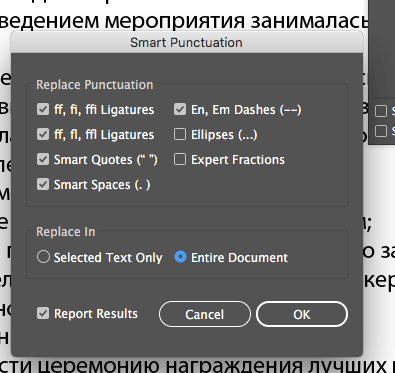 ведением мероприятия занималась
Smart Punctuation
Replace Punctuation
ff, fi, ffi Ligatures
En, Em Dashes (--)
ff, fl, ffl Ligatures
Ellipses (...)
Smart Quotes (“ ”)
Expert Fractions
Smart Spaces (. )
Replace In
Selected Text Only
Entire Document
Report Results
Cancel
OK
сти церемонию награждения лучших